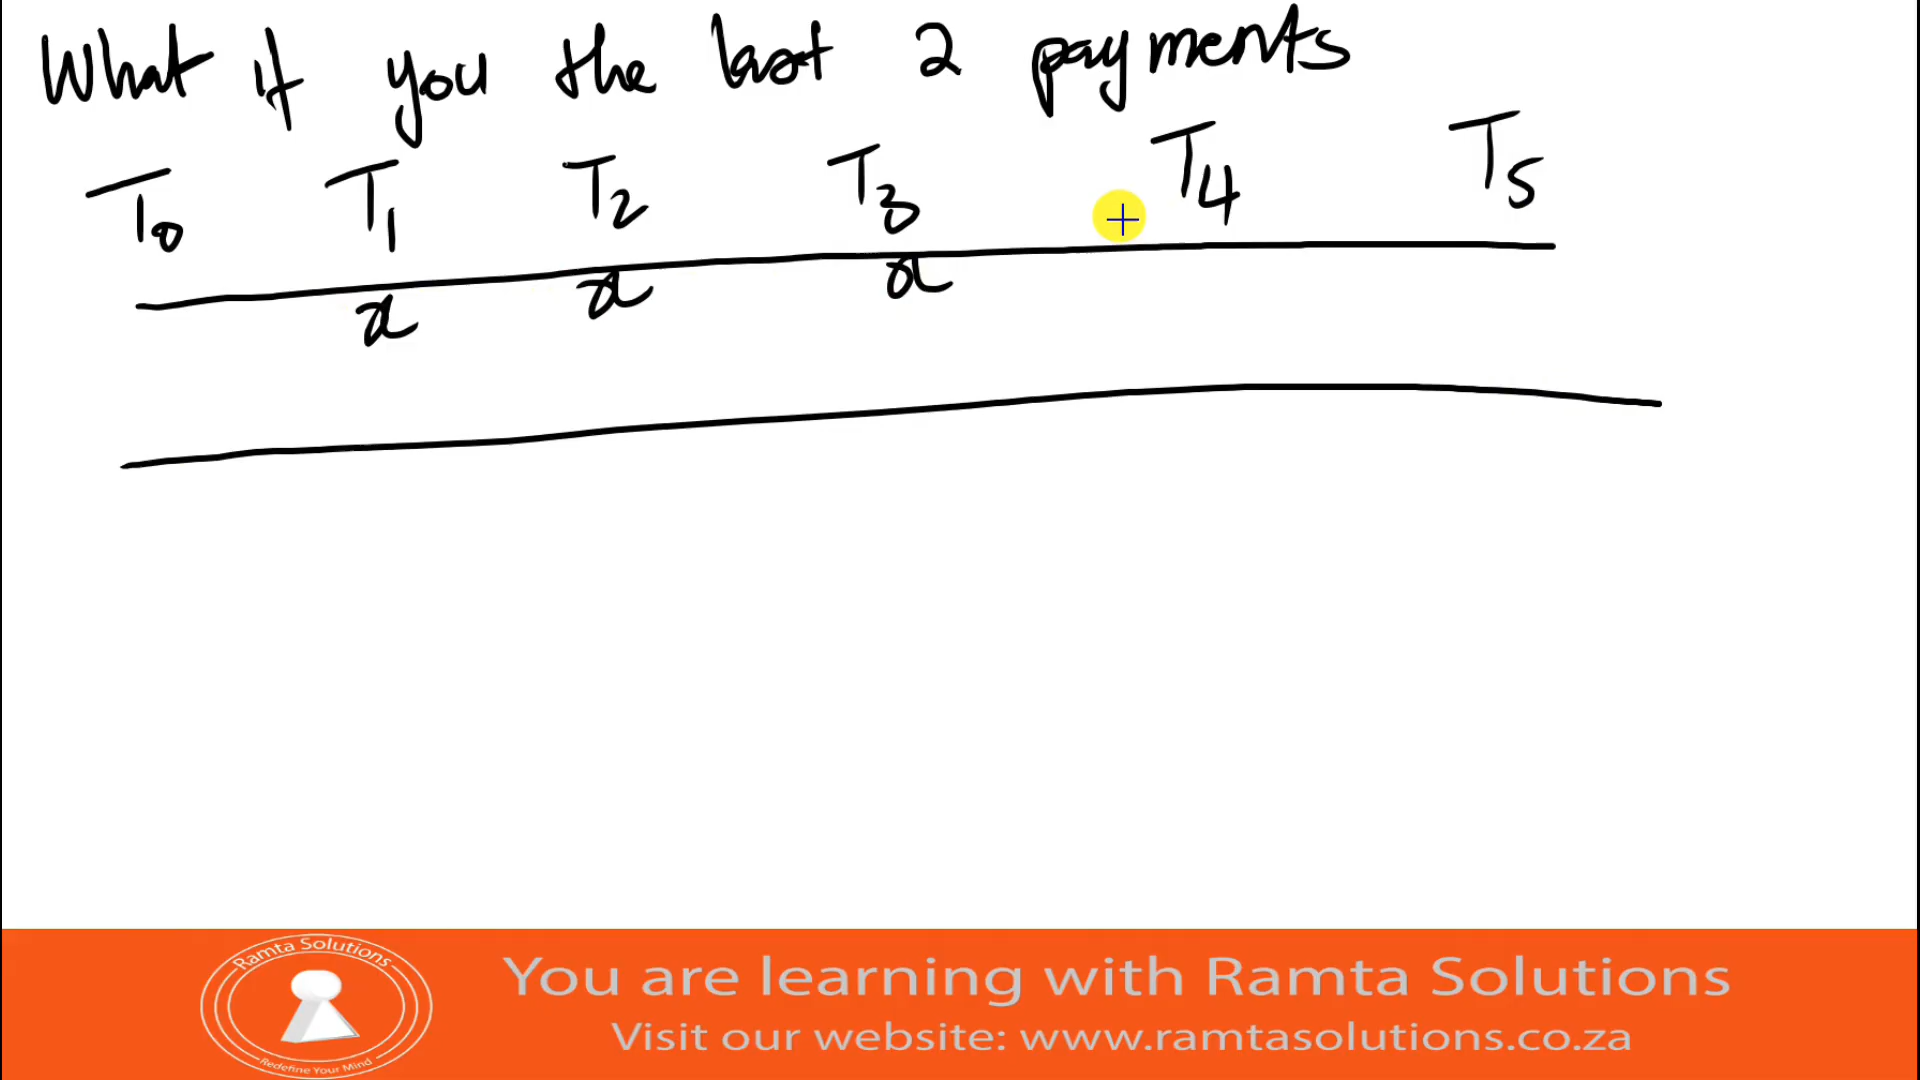 What if you the last 2 payments
T0 T1 T2 T3 T4 T5
x x x
Ramta Solutions
Redefine Your Mind
You are learning with Ramta Solutions
Visit our website: www.ramtasolutions.co.za